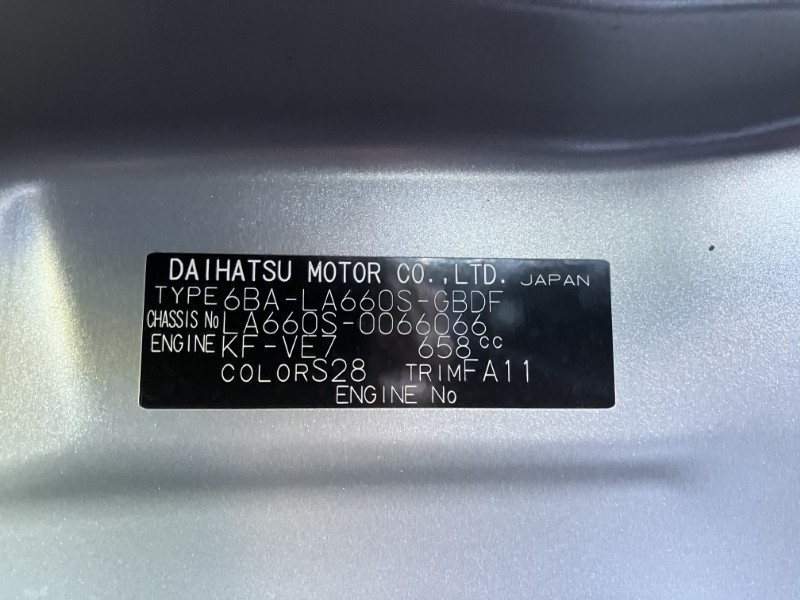 DAIHATSU MOTOR CO.,LTD. JAPAN
TYPE 6BA-LA660S-GBDF
CHASSIS No LA660S-0066066
ENGINE KF-VE7 658cc
COLOR S28 TRIM FA11
ENGINE No